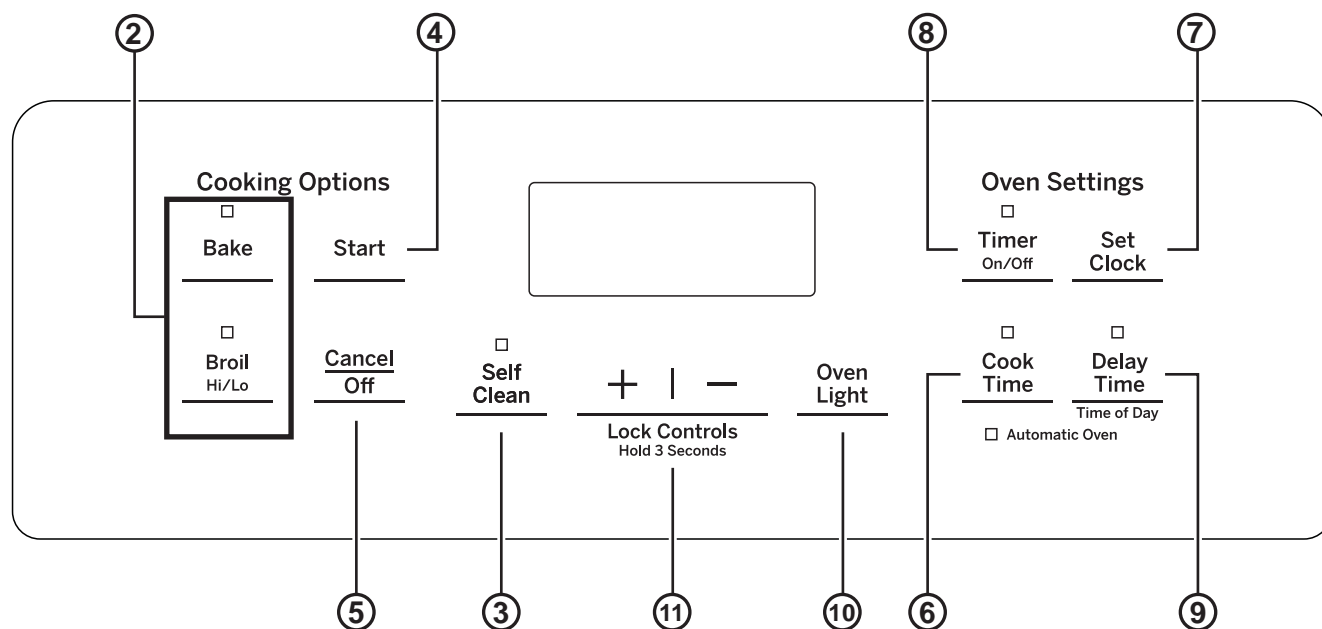 2
4
8
7
Cooking Options
Oven Settings
Bake
Start
Timer
On/Off
Set
Clock
Broil
Hi/Lo
Cancel
Off
Self
Clean
+ | −
Lock Controls
Hold 3 Seconds
Oven
Light
Cook
Time
Delay
Time
Time of Day
Automatic Oven
5
3
11
10
6
9